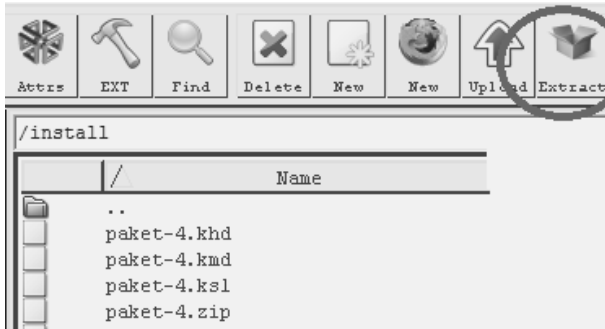 Attrs EXT Find Delete New New Upload Extract
/install
/ Name
..
paket-4.khd
paket-4.kmd
paket-4.ksl
paket-4.zip